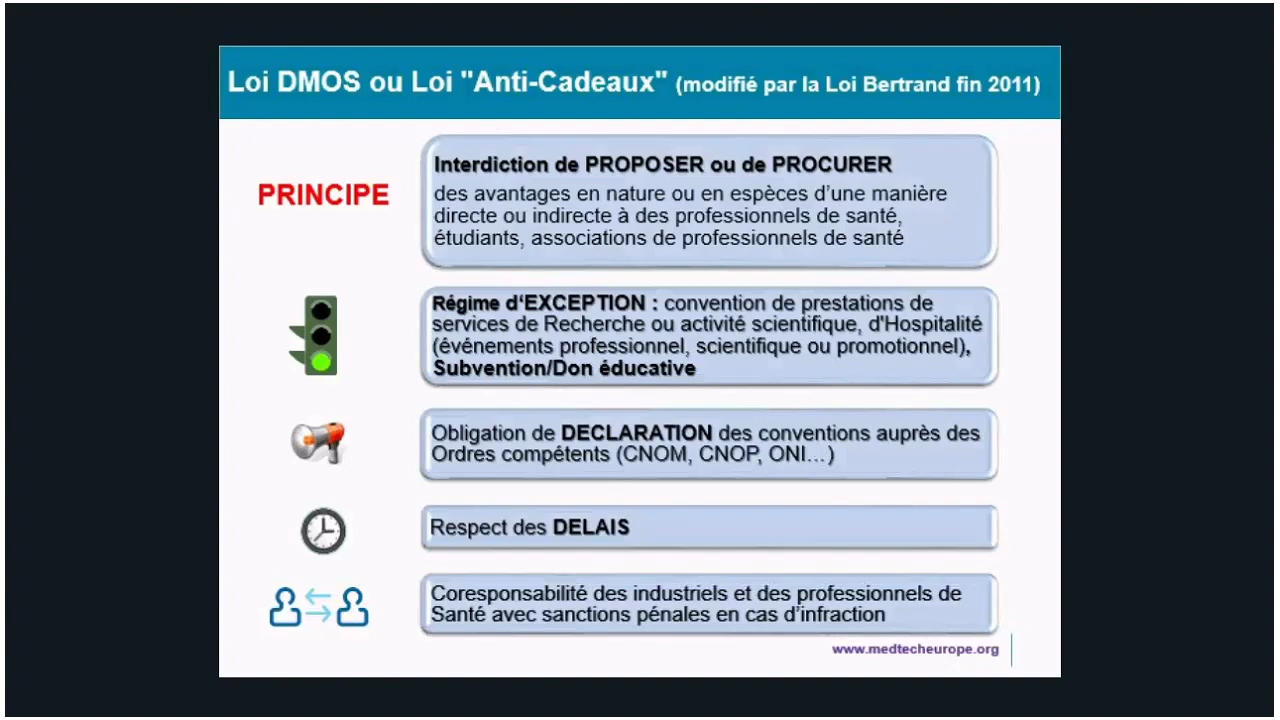 Loi DMOS ou Loi "Anti-Cadeaux" (modifié par la Loi Bertrand fin 2011)
PRINCIPE
Interdiction de PROPOSER ou de PROCURER
des avantages en nature ou en espèces d’une manière
directe ou indirecte à des professionnels de santé,
étudiants, associations de professionnels de santé
Régime d‘EXCEPTION : convention de prestations de
services de Recherche ou activité scientifique, d'Hospitalité
(événements professionnel, scientifique ou promotionnel),
Subvention/Don éducative
Obligation de DECLARATION des conventions auprès des
Ordres compétents (CNOM, CNOP, ONI…)
Respect des DELAIS
Coresponsabilité des industriels et des professionnels de
Santé avec sanctions pénales en cas d’infraction
www.medtecheurope.org